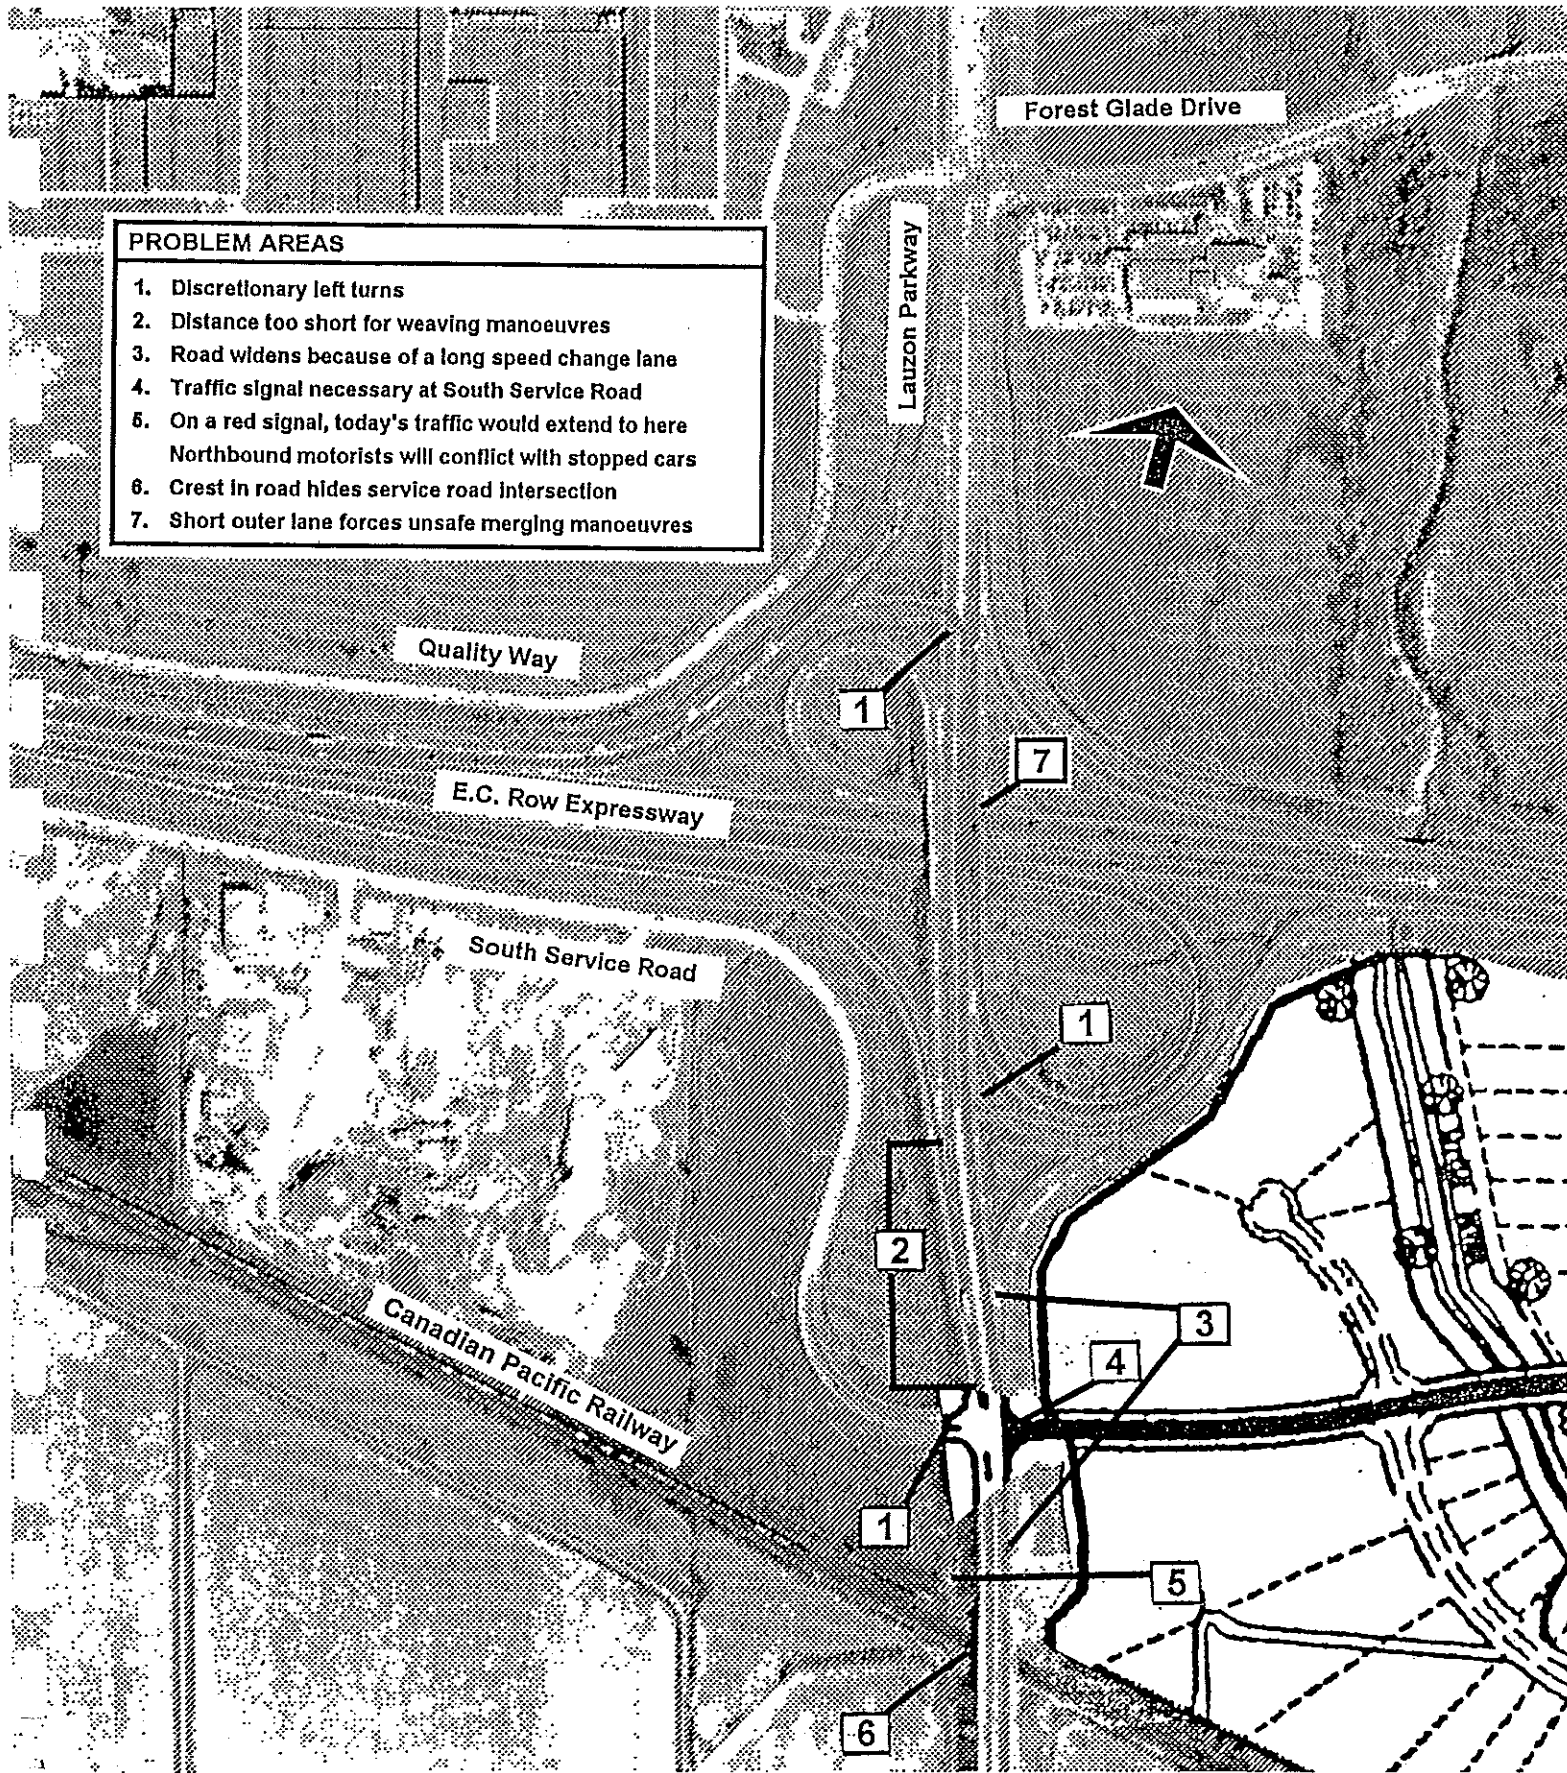 Forest Glade Drive
Lauzon Parkway
PROBLEM AREAS
1. Discretionary left turns
2. Distance too short for weaving manoeuvres
3. Road widens because of a long speed change lane
4. Traffic signal necessary at South Service Road
5. On a red signal, today's traffic would extend to here
Northbound motorists will conflict with stopped cars
6. Crest in road hides service road intersection
7. Short outer lane forces unsafe merging manoeuvres
Quality Way
1
7
E.C. Row Expressway
South Service Road
1
2
3
Canadian Pacific Railway
4
1
5
6